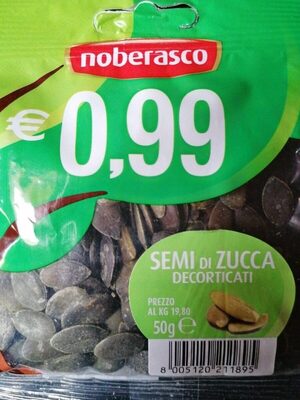 noberasco
€ 0,99
SEMI DI ZUCCA
DECORTICATI
PREZZO
AL KG 19,80
50g ℮
8 005120 211895